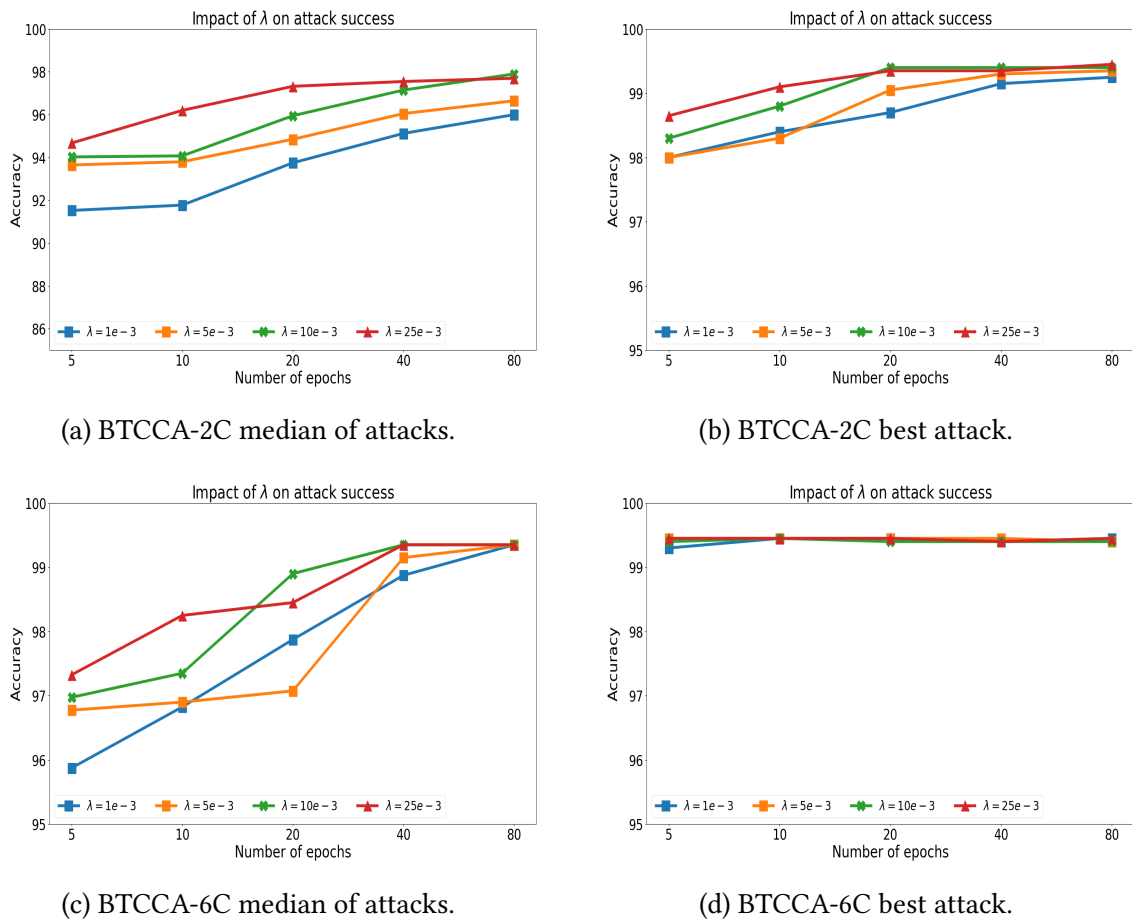 Impact of λ on attack success
100
98
96
94
92
90
88
86
Accuracy
λ = 1e − 3 λ = 5e − 3 λ = 10e − 3 λ = 25e − 3
5 10 20 40 80
Number of epochs
(a) BTCCA-2C median of attacks.
Impact of λ on attack success
100
99
98
97
96
95
Accuracy
λ = 1e − 3 λ = 5e − 3 λ = 10e − 3 λ = 25e − 3
5 10 20 40 80
Number of epochs
(b) BTCCA-2C best attack.
Impact of λ on attack success
100
99
98
97
96
95
Accuracy
λ = 1e − 3 λ = 5e − 3 λ = 10e − 3 λ = 25e − 3
5 10 20 40 80
Number of epochs
(c) BTCCA-6C median of attacks.
Impact of λ on attack success
100
99
98
97
96
95
Accuracy
λ = 1e − 3 λ = 5e − 3 λ = 10e − 3 λ = 25e − 3
5 10 20 40 80
Number of epochs
(d) BTCCA-6C best attack.